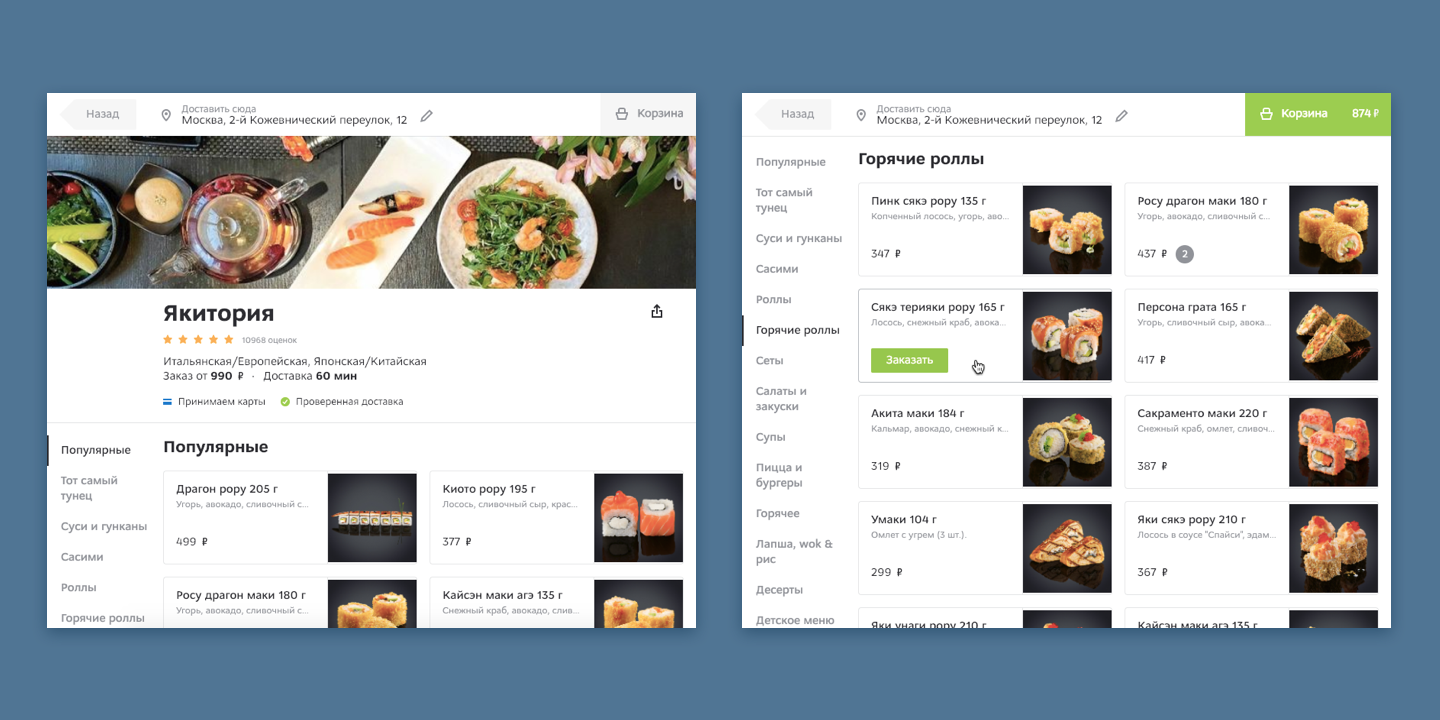 Назад
Доставить сюда
Москва, 2-й Кожевнический переулок, 12
Корзина
Якитория
10968 оценок
Итальянская/Европейская, Японская/Китайская
Заказ от 990 ₽ · Доставка 60 мин
Принимаем карты
Проверенная доставка
Популярные
Тот самый
тунец
Суси и гунканы
Сасими
Роллы
Горячие роллы
Популярные
Драгон рору 205 г
Угорь, авокадо, сливочный с...
499 ₽
Киото рору 195 г
Лосось, сливочный сыр, крас...
377 ₽
Росу драгон маки 180 г
Угорь, авокадо, сливочный с...
Кайсэн маки агэ 135 г
Снежный краб, авокадо, слив...
Назад
Доставить сюда
Москва, 2-й Кожевнический переулок, 12
Корзина 874 ₽
Популярные
Тот самый
тунец
Суси и гунканы
Сасими
Роллы
Горячие роллы
Сеты
Салаты и
закуски
Супы
Пицца и
бургеры
Горячее
Лапша, wok &
рис
Десерты
Детское меню
Горячие роллы
Пинк сякэ рору 135 г
Копченный лосось, угорь, аво...
347 ₽
Росу драгон маки 180 г
Угорь, авокадо, сливочный с...
437 ₽ 2
Сякэ терияки рору 165 г
Лосось, снежный краб, авока...
Заказать
Персона грата 165 г
Угорь, сливочный сыр, авока...
417 ₽
Акита маки 184 г
Кальмар, авокадо, снежный к...
319 ₽
Сакраменто маки 220 г
Снежный краб, омлет, сливоч...
387 ₽
Умаки 104 г
Омлет с угрем (3 шт.).
299 ₽
Яки сякэ рору 210 г
Лосось в соусе "Спайси", эдам...
367 ₽
Яки унаги рору 210 г
Кайсэн маки агэ 135 г